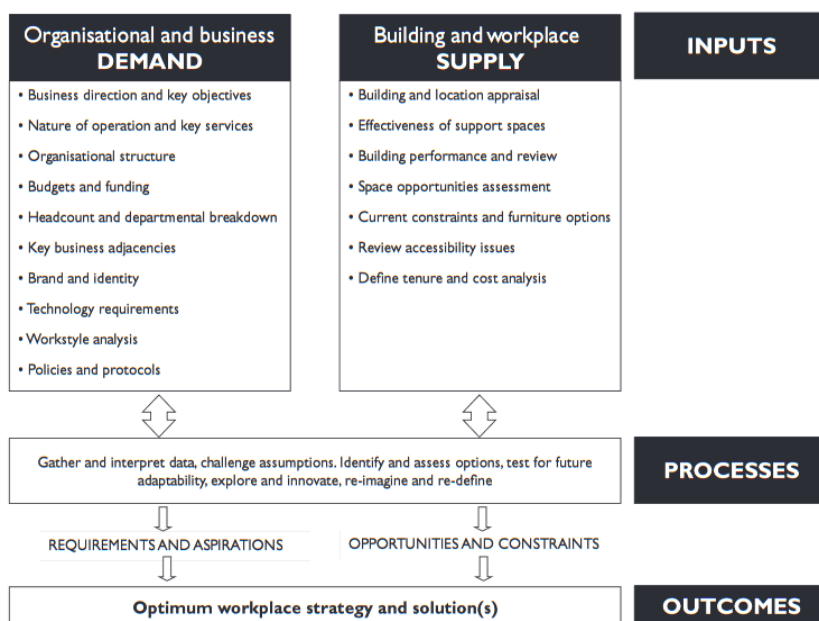 Organisational and business
DEMAND
• Business direction and key objectives
• Nature of operation and key services
• Organisational structure
• Budgets and funding
• Headcount and departmental breakdown
• Key business adjacencies
• Brand and identity
• Technology requirements
• Workstyle analysis
• Policies and protocols
Building and workplace
SUPPLY
• Building and location appraisal
• Effectiveness of support spaces
• Building performance and review
• Space opportunities assessment
• Current constraints and furniture options
• Review accessibility issues
• Define tenure and cost analysis
INPUTS
Gather and interpret data, challenge assumptions. Identify and assess options, test for future
adaptability, explore and innovate, re-imagine and re-define
PROCESSES
REQUIREMENTS AND ASPIRATIONS
OPPORTUNITIES AND CONSTRAINTS
Optimum workplace strategy and solution(s)
OUTCOMES